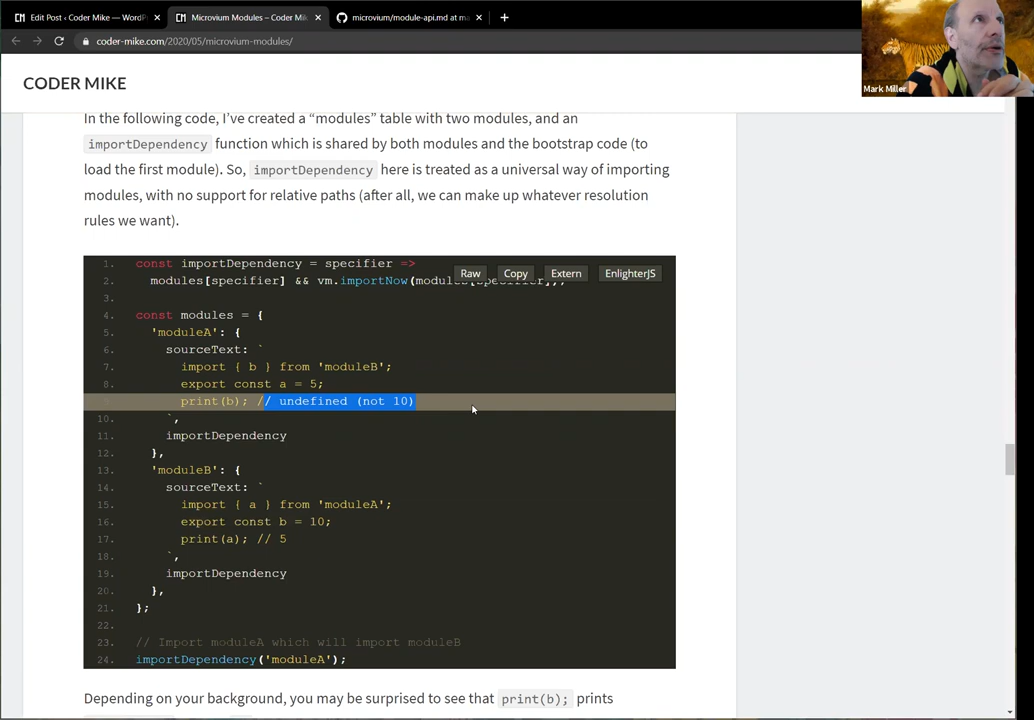 Edit Post ‹ Coder Mike — WordP
Microvium Modules – Coder Mik
microvium/module-api.md at ma
coder-mike.com/2020/05/microvium-modules/
Mark Miller
CODER MIKE
In the following code, I've created a “modules” table with two modules, and an
importDependency function which is shared by both modules and the bootstrap code (to
load the first module). So, importDependency here is treated as a universal way of importing
modules, with no support for relative paths (after all, we can make up whatever resolution
rules we want).
Raw Copy Extern EnlighterJS
1. const importDependency = specifier =>
2. modules[specifier] && vm.importNow(modules[specifier]);
3.
4. const modules = {
5. 'moduleA': {
6. sourceText: `
7. import { b } from 'moduleB';
8. export const a = 5;
9. print(b); // undefined (not 10)
10. `,
11. importDependency
12. },
13. 'moduleB': {
14. sourceText: `
15. import { a } from 'moduleA';
16. export const b = 10;
17. print(a); // 5
18. `,
19. importDependency
20. },
21. };
22.
23. // Import moduleA which will import moduleB
24. importDependency('moduleA');
Depending on your background, you may be surprised to see that print(b); prints